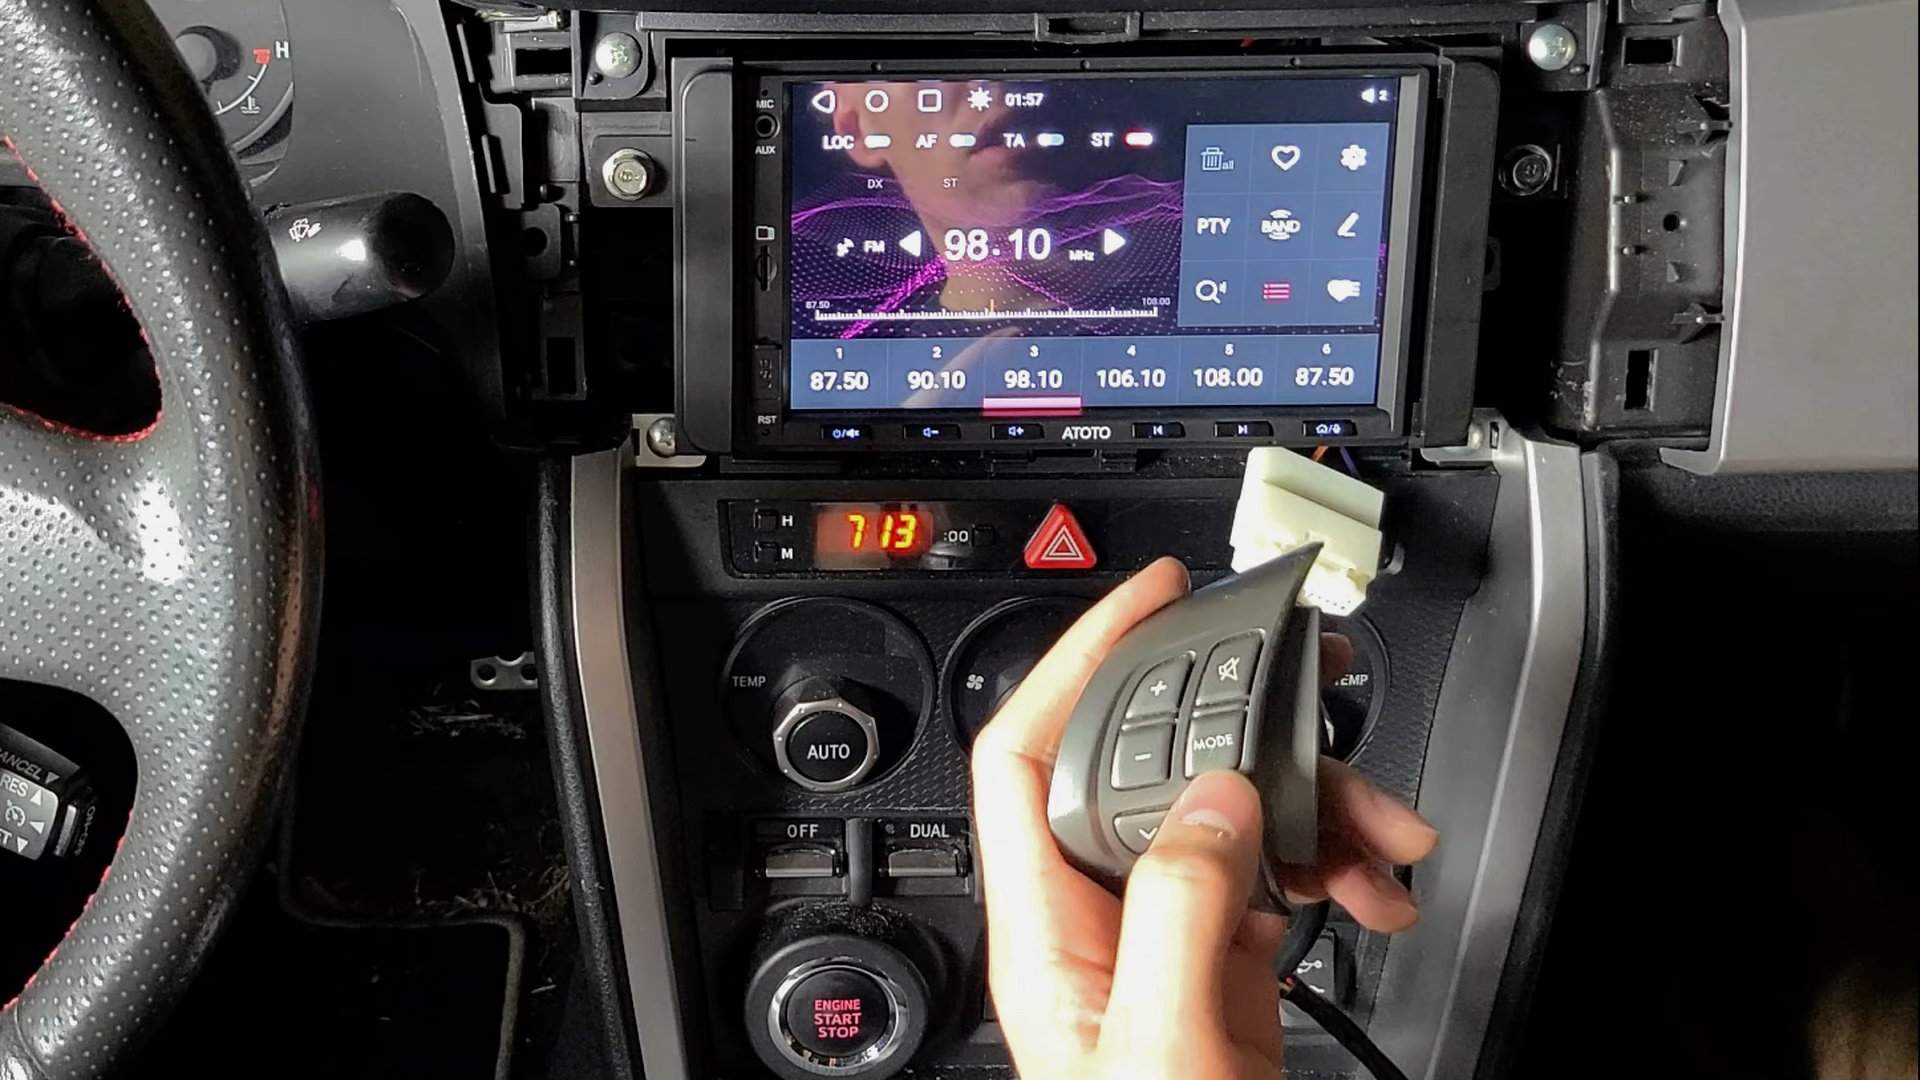 H
MIC
AUX
01:57
2
LOC AF TA ST
all
DX ST
PTY BAND
FM 98.10 MHz
87.50 108.00
1 2 3 4 5 6
87.50 90.10 98.10 106.10 108.00 87.50
RST
ATOTO
H
M
7 13
:00
TEMP
TEMP
AUTO
+
-
MODE
OFF
DUAL
CANCEL
RES
ENGINE
START
STOP